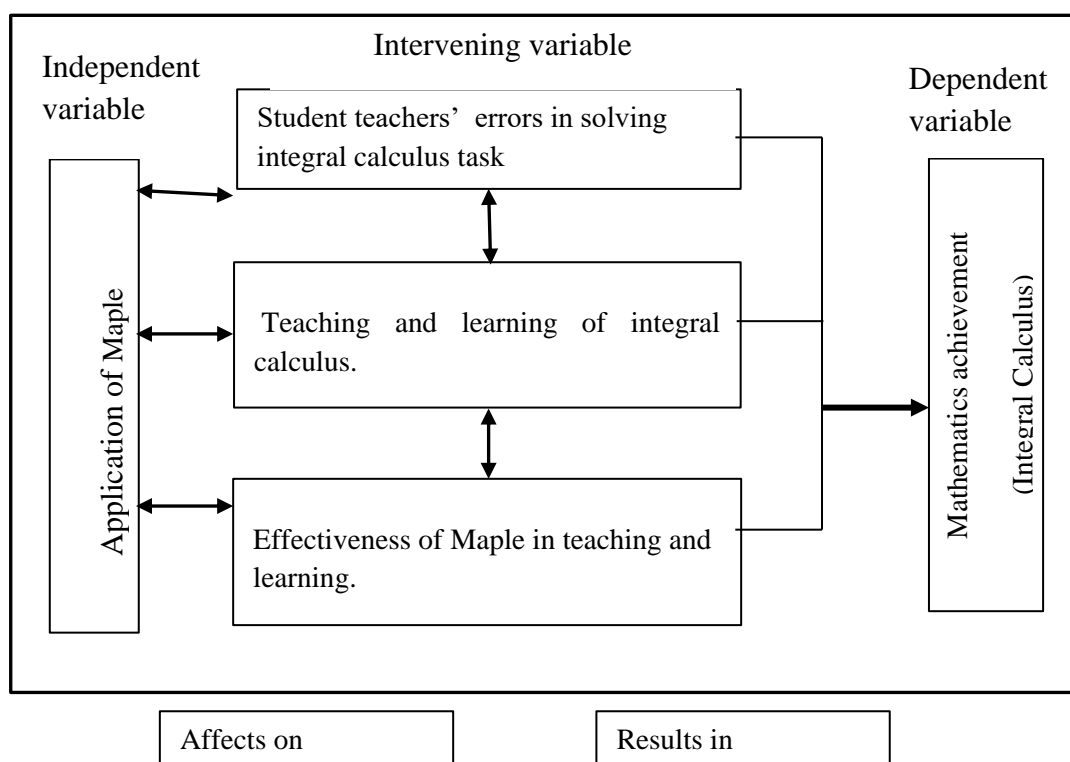 Intervening variable
Independent
variable
Dependent
variable
Student teachers’ errors in solving
integral calculus task
Application of Maple
Teaching and learning of integral
calculus.
Effectiveness of Maple in teaching and
learning.
Mathematics achievement
(Integral Calculus)
Affects on
Results in